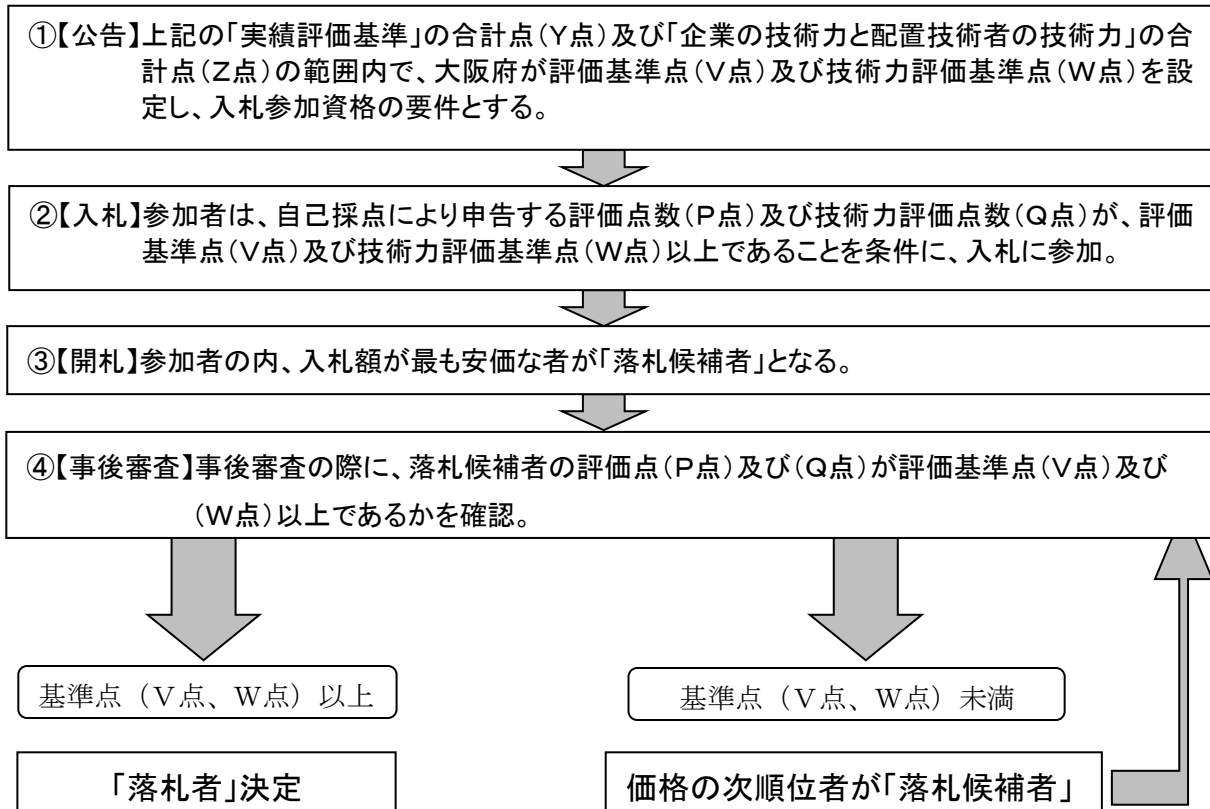 ①【公告】上記の「実績評価基準」の合計点（Y点）及び「企業の技術力と配置技術者の技術力」の合
計点（Z点）の範囲内で、大阪府が評価基準点（V点）及び技術力評価基準点（W点）を設
定し、入札参加資格の要件とする。
②【入札】参加者は、自己採点により申告する評価点数（P点）及び技術力評価点数（Q点）が、評価
基準点（V点）及び技術力評価基準点（W点）以上であることを条件に、入札に参加。
③【開札】参加者の内、入札額が最も安価な者が「落札候補者」となる。
④【事後審査】事後審査の際に、落札候補者の評価点（P点）及び（Q点）が評価基準点（V点）及び
（W点）以上であるかを確認。
基準点（V点、W点）以上
基準点（V点、W点）未満
「落札者」決定
価格の次順位者が「落札候補者」